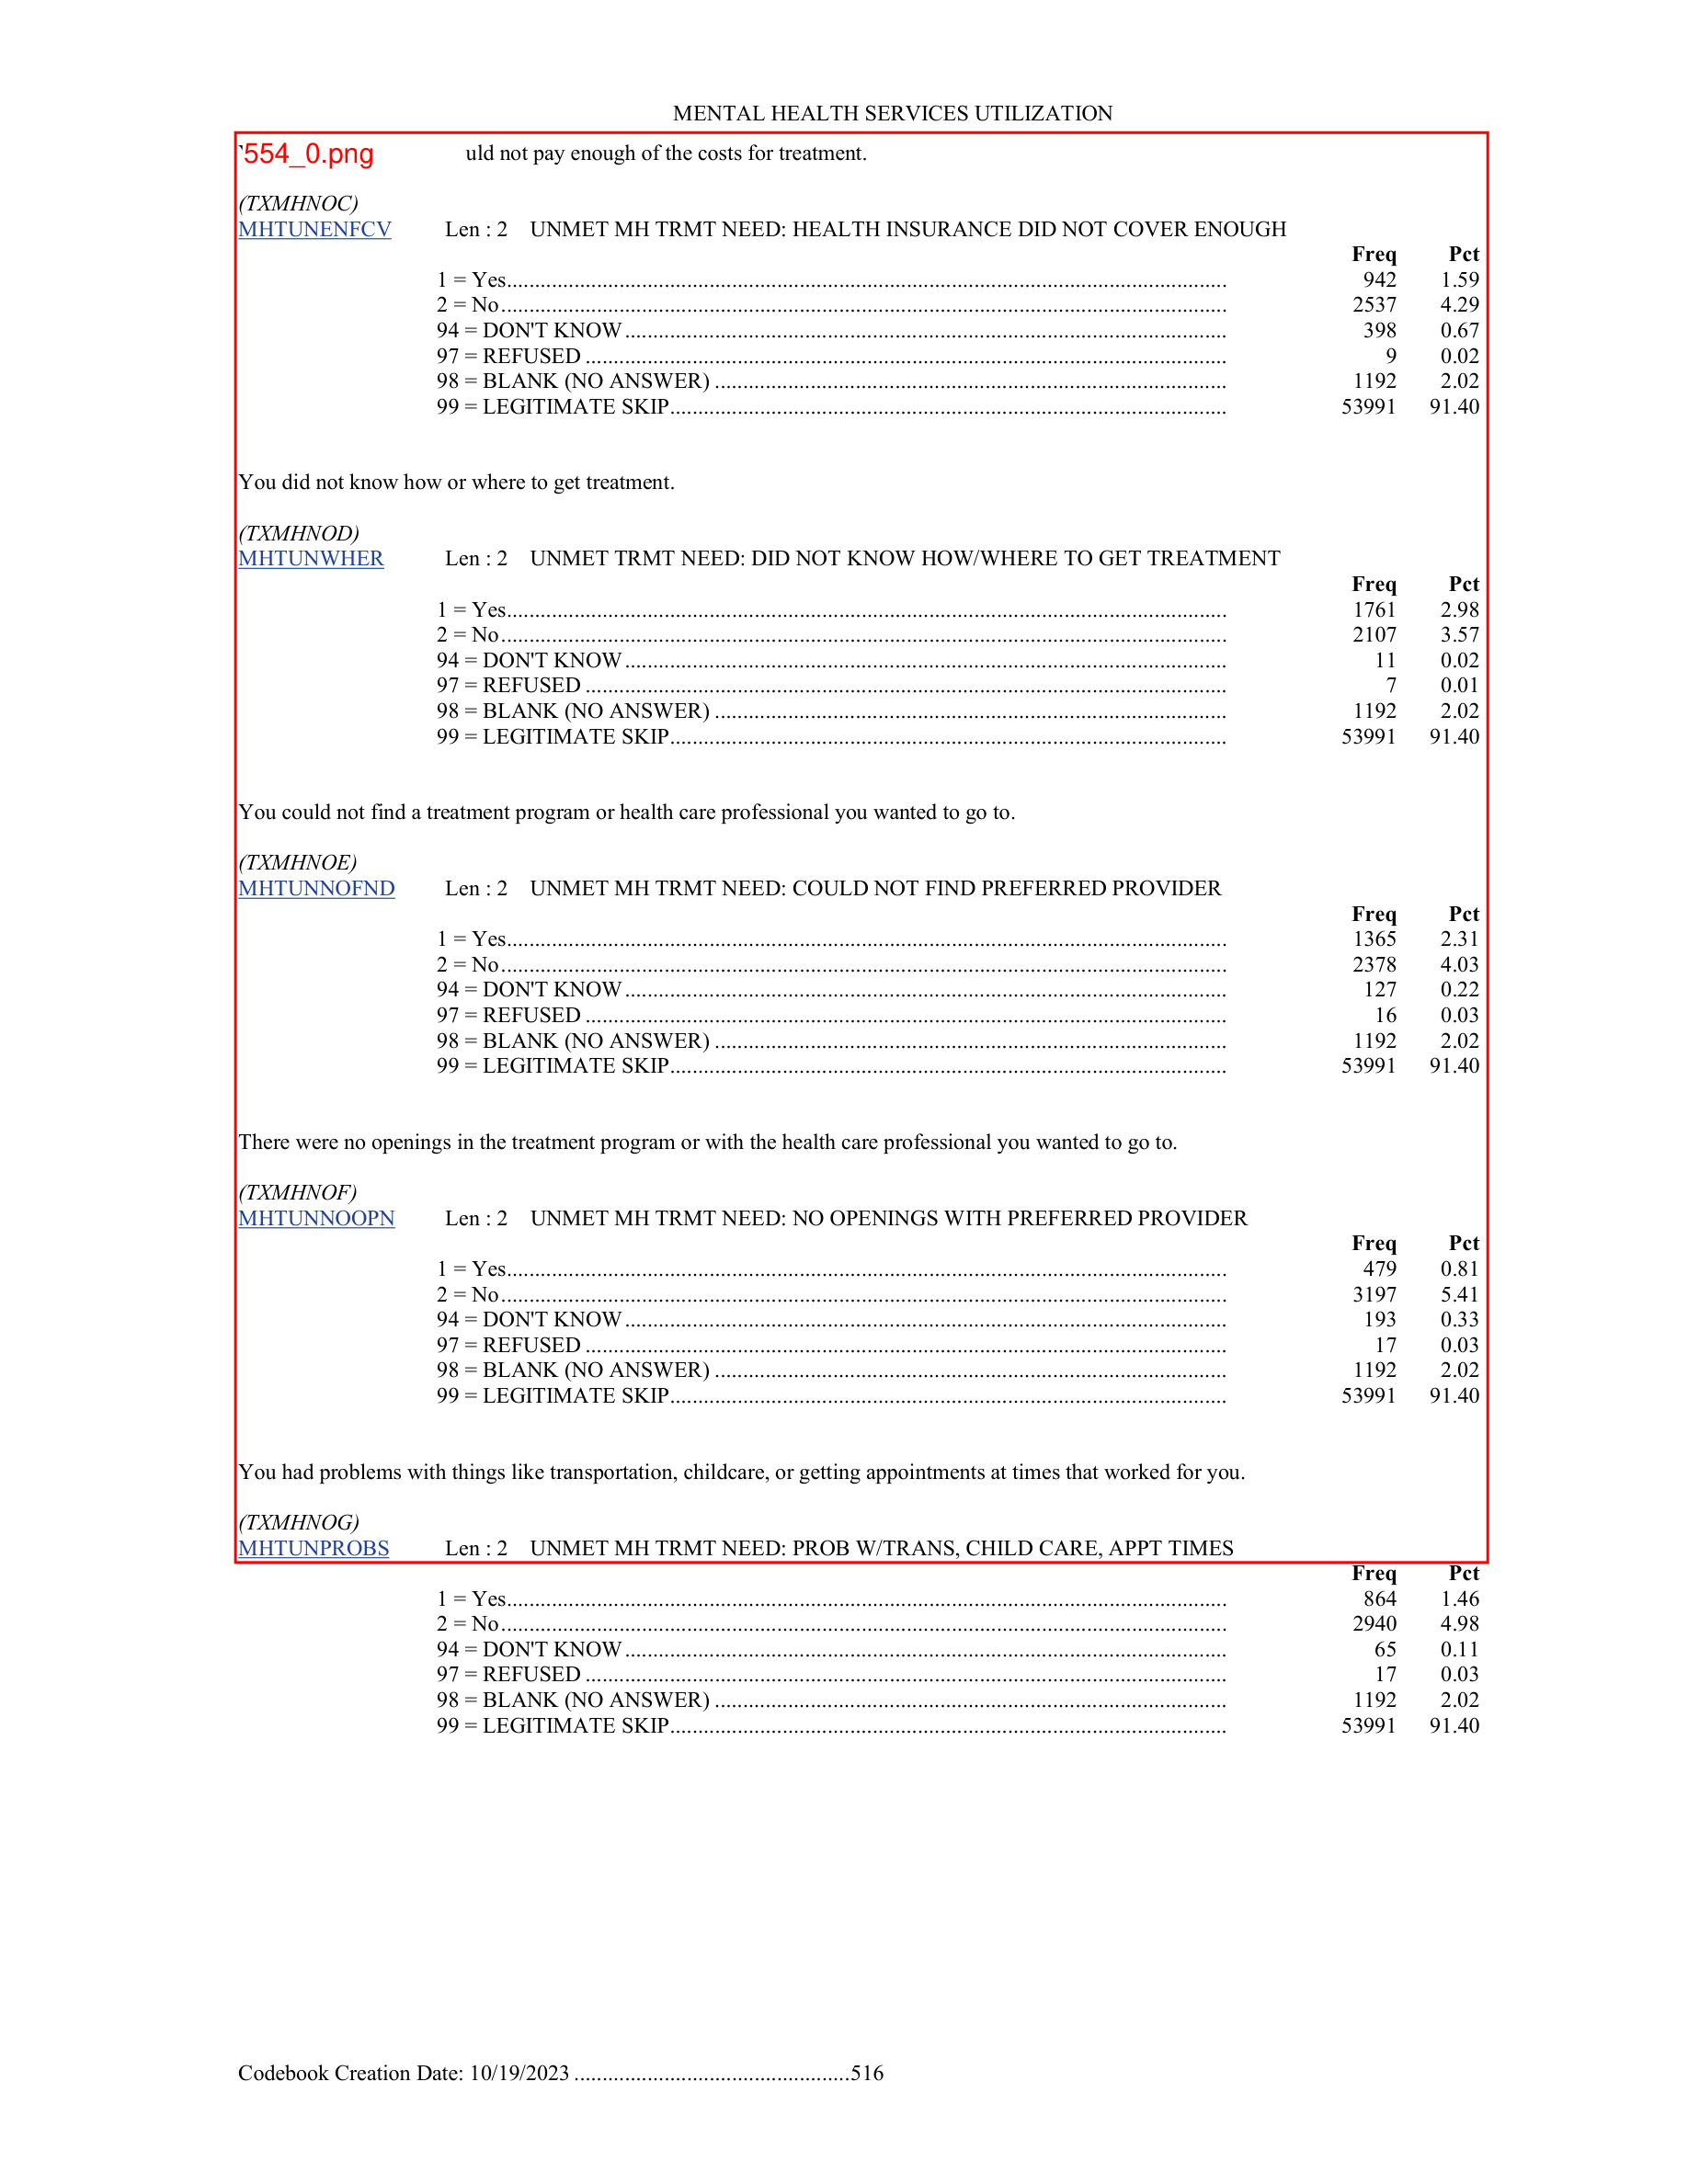 MENTAL HEALTH SERVICES UTILIZATION
554_0.png uld not pay enough of the costs for treatment.
(TXMHNOC)
MHTUNENFCV Len : 2 UNMET MH TRMT NEED: HEALTH INSURANCE DID NOT COVER ENOUGH
Freq Pct
1 = Yes................................................................................................................................ 942 1.59
2 = No................................................................................................................................. 2537 4.29
94 = DON'T KNOW........................................................................................................... 398 0.67
97 = REFUSED .................................................................................................................. 9 0.02
98 = BLANK (NO ANSWER) ........................................................................................... 1192 2.02
99 = LEGITIMATE SKIP................................................................................................... 53991 91.40
You did not know how or where to get treatment.
(TXMHNOD)
MHTUNWHER Len : 2 UNMET TRMT NEED: DID NOT KNOW HOW/WHERE TO GET TREATMENT
Freq Pct
1 = Yes................................................................................................................................ 1761 2.98
2 = No................................................................................................................................. 2107 3.57
94 = DON'T KNOW........................................................................................................... 11 0.02
97 = REFUSED .................................................................................................................. 7 0.01
98 = BLANK (NO ANSWER) ........................................................................................... 1192 2.02
99 = LEGITIMATE SKIP................................................................................................... 53991 91.40
You could not find a treatment program or health care professional you wanted to go to.
(TXMHNOE)
MHTUNNOFND Len : 2 UNMET MH TRMT NEED: COULD NOT FIND PREFERRED PROVIDER
Freq Pct
1 = Yes................................................................................................................................ 1365 2.31
2 = No................................................................................................................................. 2378 4.03
94 = DON'T KNOW........................................................................................................... 127 0.22
97 = REFUSED .................................................................................................................. 16 0.03
98 = BLANK (NO ANSWER) ........................................................................................... 1192 2.02
99 = LEGITIMATE SKIP................................................................................................... 53991 91.40
There were no openings in the treatment program or with the health care professional you wanted to go to.
(TXMHNOF)
MHTUNNOOPN Len : 2 UNMET MH TRMT NEED: NO OPENINGS WITH PREFERRED PROVIDER
Freq Pct
1 = Yes................................................................................................................................ 479 0.81
2 = No................................................................................................................................. 3197 5.41
94 = DON'T KNOW........................................................................................................... 193 0.33
97 = REFUSED .................................................................................................................. 17 0.03
98 = BLANK (NO ANSWER) ........................................................................................... 1192 2.02
99 = LEGITIMATE SKIP................................................................................................... 53991 91.40
You had problems with things like transportation, childcare, or getting appointments at times that worked for you.
(TXMHNOG)
MHTUNPROBS Len : 2 UNMET MH TRMT NEED: PROB W/TRANS, CHILD CARE, APPT TIMES
Freq Pct
1 = Yes................................................................................................................................ 864 1.46
2 = No................................................................................................................................. 2940 4.98
94 = DON'T KNOW........................................................................................................... 65 0.11
97 = REFUSED .................................................................................................................. 17 0.03
98 = BLANK (NO ANSWER) ........................................................................................... 1192 2.02
99 = LEGITIMATE SKIP................................................................................................... 53991 91.40
Codebook Creation Date: 10/19/2023 .................................................516